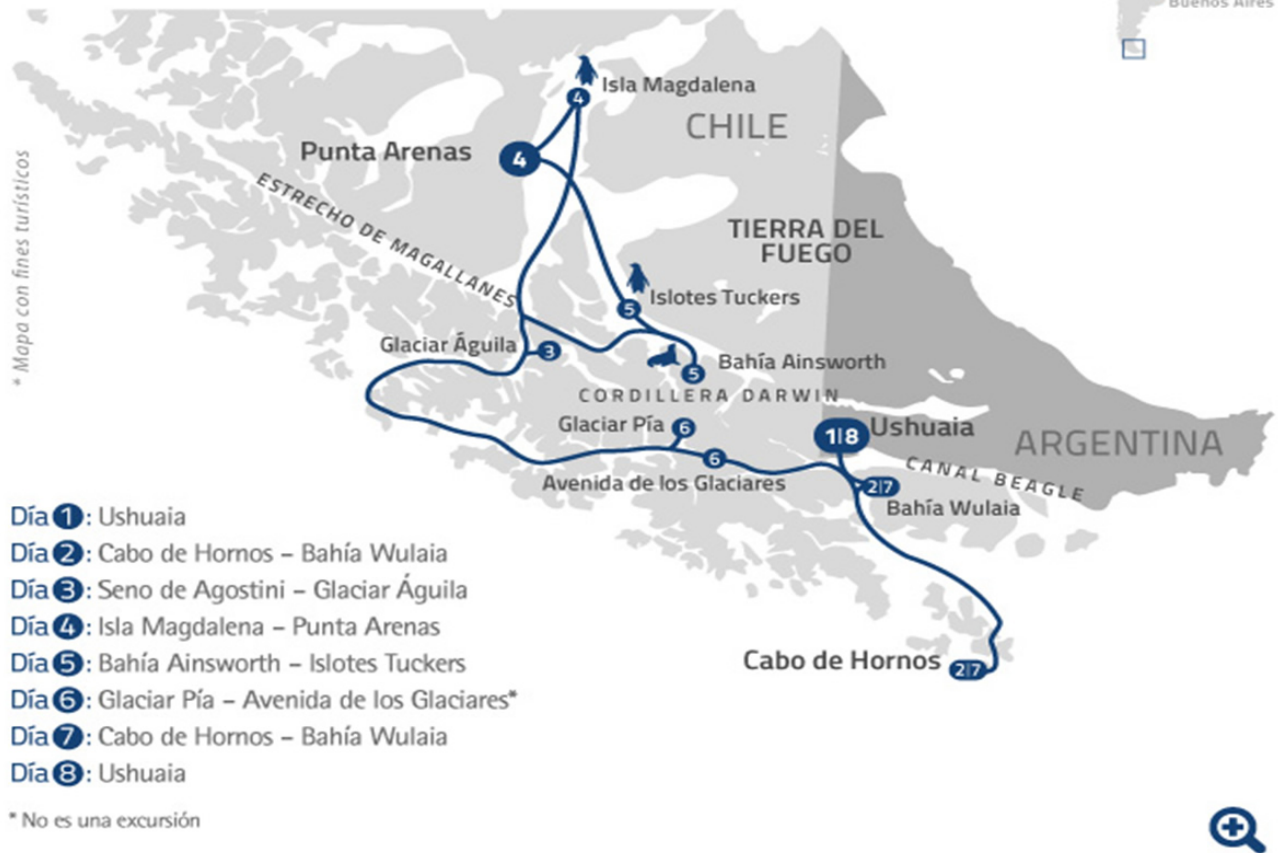 Buenos Aires
Isla Magdalena
4
CHILE
Punta Arenas
4
* Mapa con fines turísticos
ESTRECHO DE MAGALLANES
TIERRA DEL
FUEGO
Islotes Tuckers
5
Glaciar Águila
3
Bahía Ainsworth
5
CORDILLERA DARWIN
Glaciar Pía
6
1|8
Ushuaia
ARGENTINA
6
Avenida de los Glaciares
CANAL BEAGLE
2|7
Bahía Wulaia
Día 1: Ushuaia
Día 2: Cabo de Hornos – Bahía Wulaia
Día 3: Seno de Agostini – Glaciar Águila
Día 4: Isla Magdalena – Punta Arenas
Día 5: Bahía Ainsworth – Islotes Tuckers
Día 6: Glaciar Pía – Avenida de los Glaciares*
Día 7: Cabo de Hornos – Bahía Wulaia
Día 8: Ushuaia
Cabo de Hornos
2|7
* No es una excursión